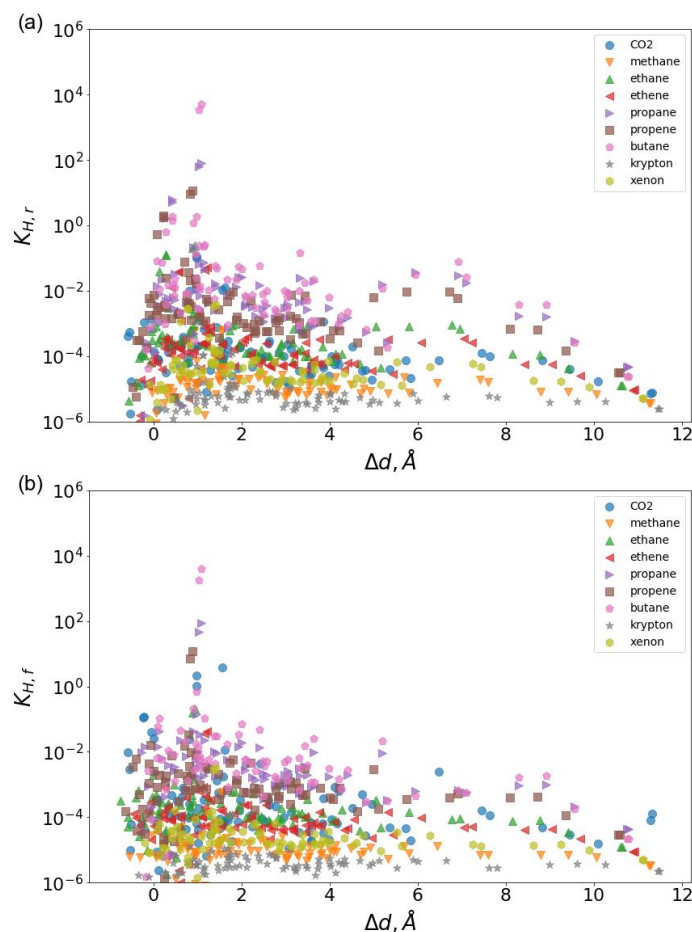 (a)
10^6
10^4
10^2
10^0
10^-2
10^-4
10^-6
K_H,r
CO2
methane
ethane
ethene
propane
propene
butane
krypton
xenon
0 2 4 6 8 10 12
Δd, Å
(b)
10^6
10^4
10^2
10^0
10^-2
10^-4
10^-6
K_H,f
CO2
methane
ethane
ethene
propane
propene
butane
krypton
xenon
0 2 4 6 8 10 12
Δd, Å